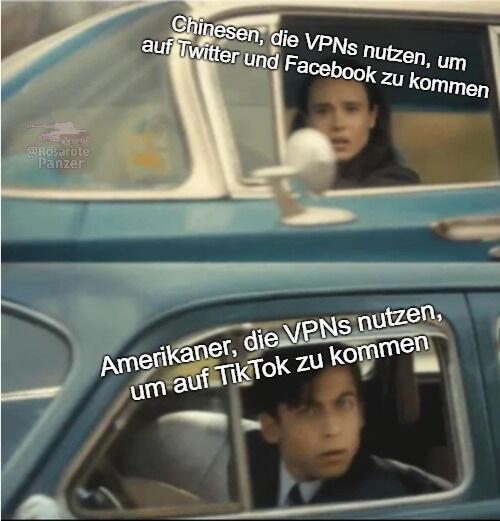 Chinesen, die VPNs nutzen, um
auf Twitter und Facebook zu kommen
@Rosarote
Panzer
Amerikaner, die VPNs nutzen,
um auf TikTok zu kommen